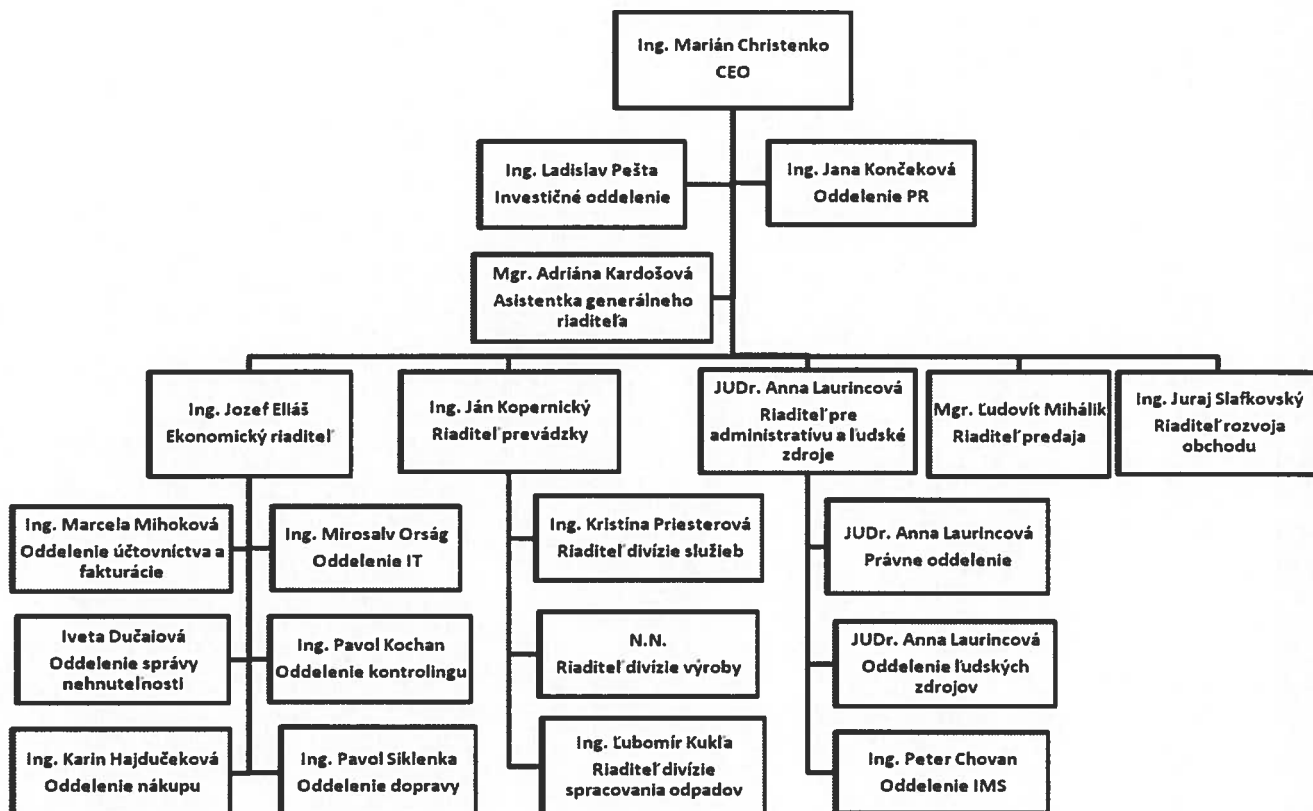 Ing. Marián Christenko
CEO
Ing. Ladislav Pešta
Investičné oddelenie
Ing. Jana Končeková
Oddelenie PR
Mgr. Adriána Kardošová
Asistentka generálneho
riaditeľa
Ing. Jozef Eliáš
Ekonomický riaditeľ
Ing. Ján Kopernický
Riaditeľ prevádzky
JUDr. Anna Laurincová
Riaditeľ pre
administratívu a ľudské
zdroje
Mgr. Ľudovít Mihálik
Riaditeľ predaja
Ing. Juraj Slafkovský
Riaditeľ rozvoja
obchodu
Ing. Marcela Mihoková
Oddelenie účtovníctva a
fakturácie
Ing. Mirosalv Orság
Oddelenie IT
Ing. Kristína Priesterová
Riaditeľ divízie služieb
JUDr. Anna Laurincová
Právne oddelenie
Iveta Dučaiová
Oddelenie správy
nehnuteľnosti
Ing. Pavol Kochan
Oddelenie kontrolingu
N.N.
Riaditeľ divízie výroby
JUDr. Anna Laurincová
Oddelenie ľudských
zdrojov
Ing. Karin Hajdučeková
Oddelenie nákupu
Ing. Pavol Siklenka
Oddelenie dopravy
Ing. Ľubomír Kukľa
Riaditeľ divízie
spracovania odpadov
Ing. Peter Chovan
Oddelenie IMS